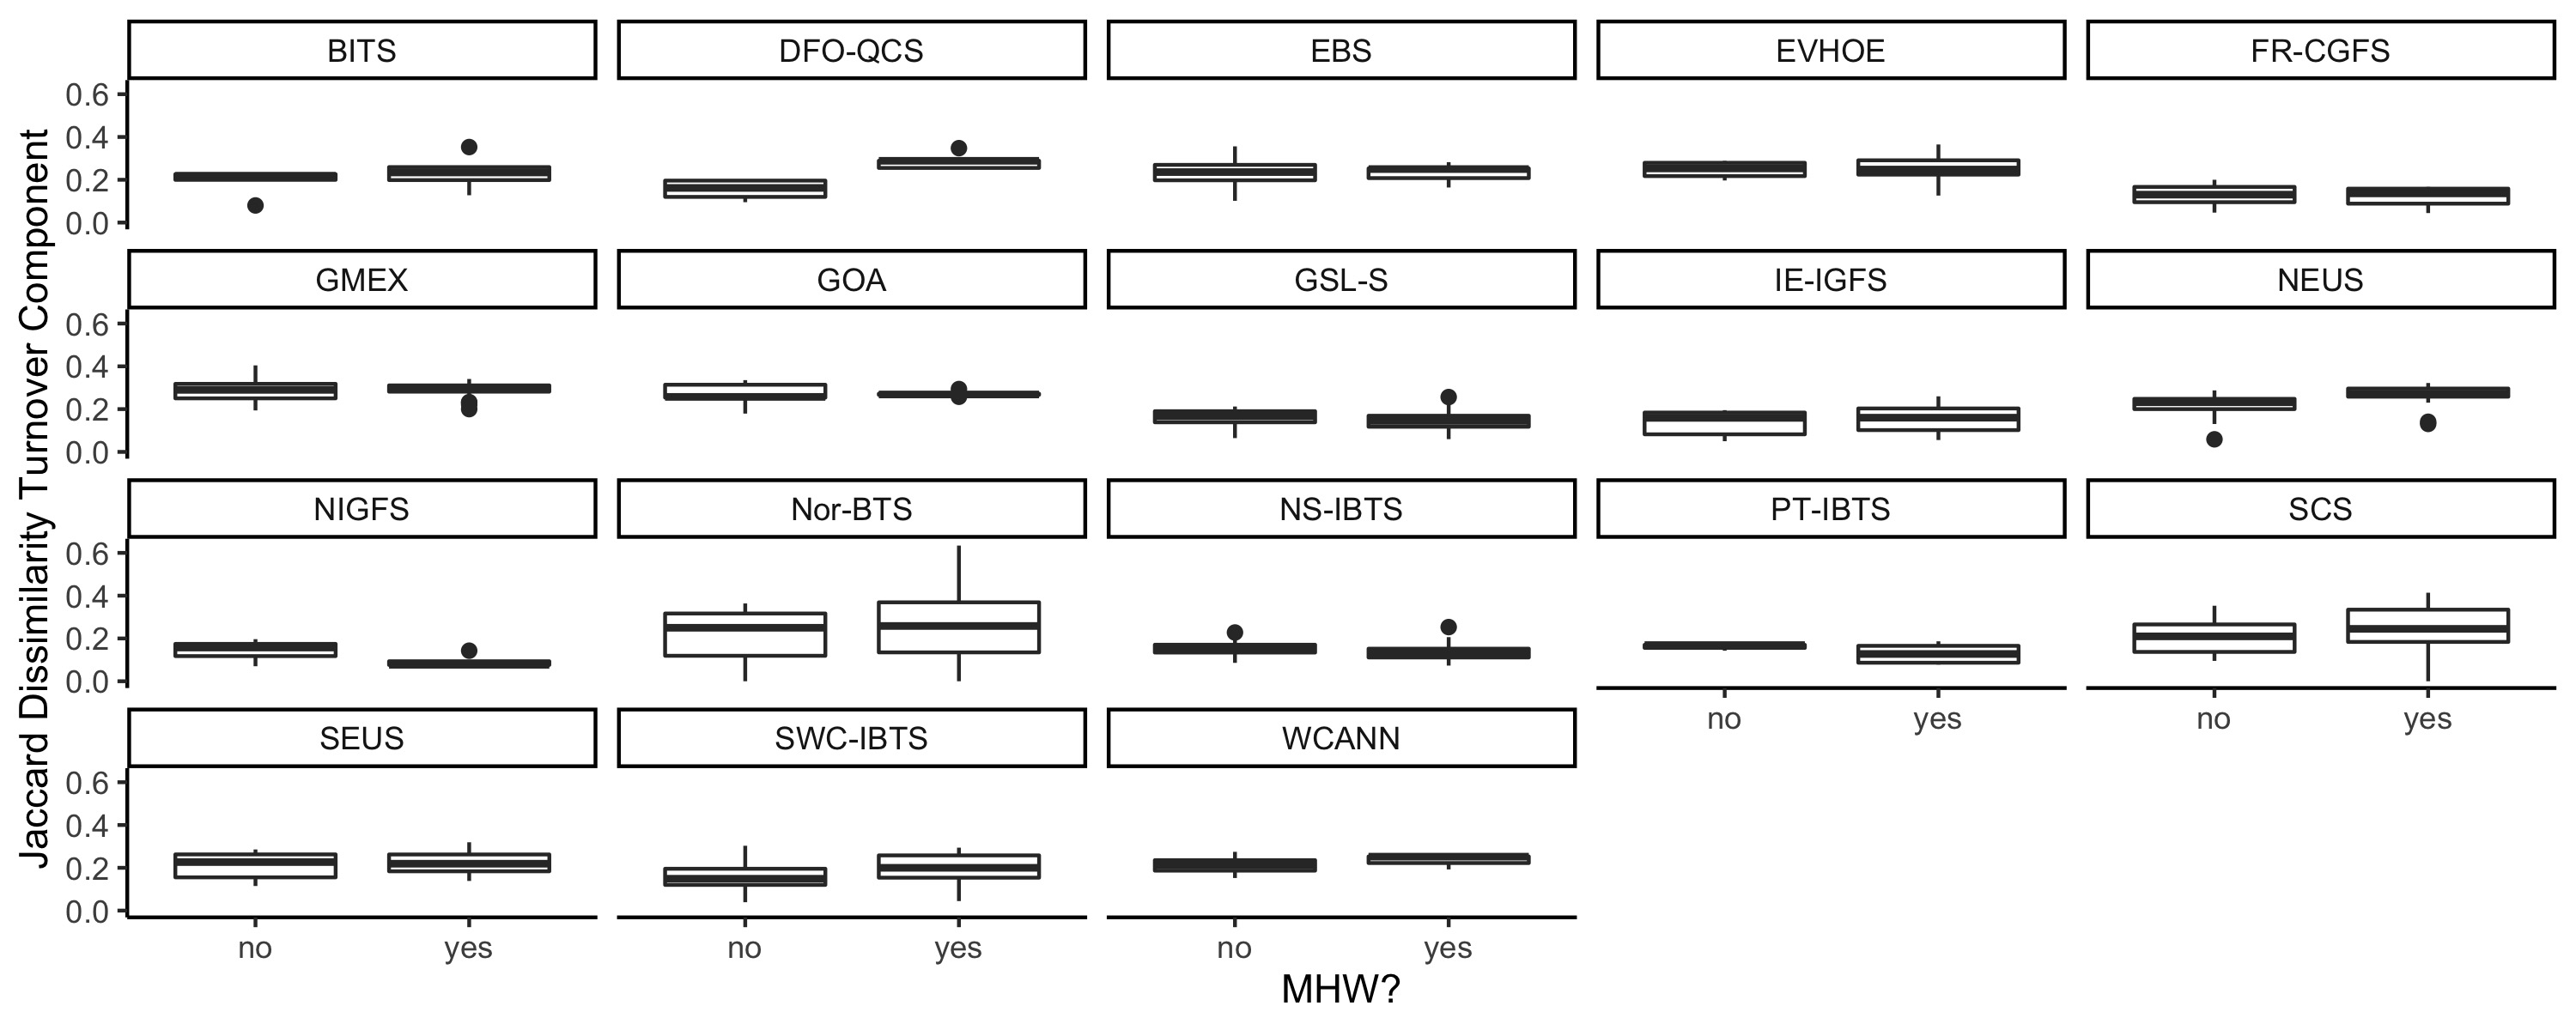 Jaccard Dissimilarity Turnover Component
BITS
DFO-QCS
EBS
EVHOE
FR-CGFS
0.6
0.4
0.2
0.0
GMEX
GOA
GSL-S
IE-IGFS
NEUS
0.6
0.4
0.2
0.0
NIGFS
Nor-BTS
NS-IBTS
PT-IBTS
SCS
0.6
0.4
0.2
0.0
no
yes
no
yes
SEUS
SWC-IBTS
WCANN
0.6
0.4
0.2
0.0
no
yes
no
yes
no
yes
MHW?